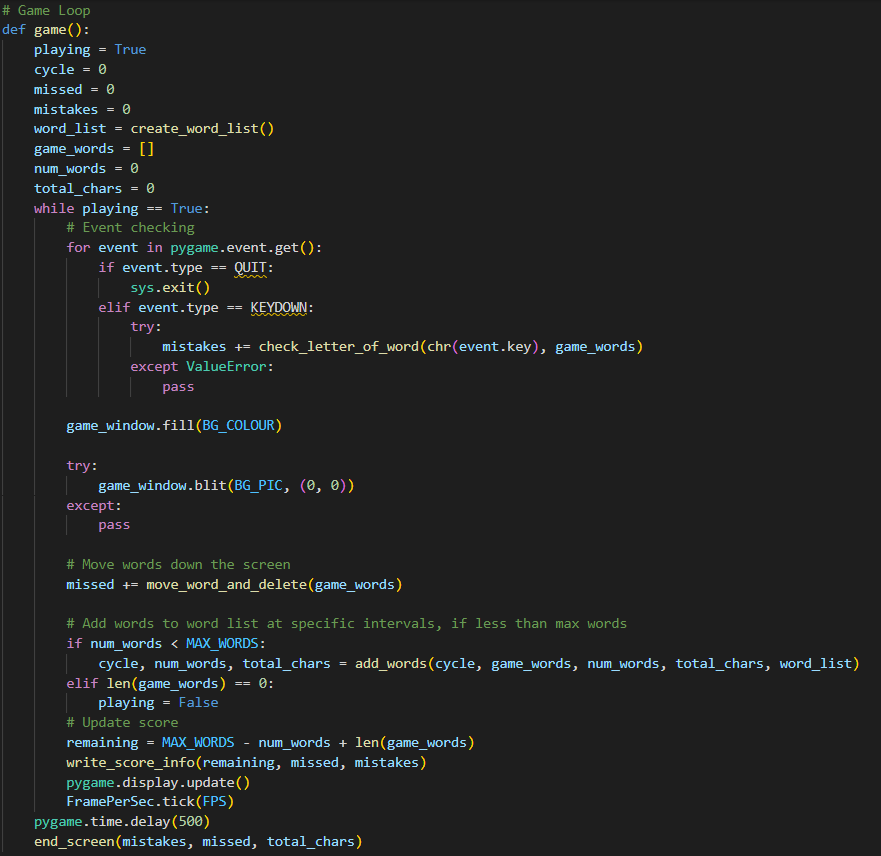 # Game Loop
def game():
    playing = True
    cycle = 0
    missed = 0
    mistakes = 0
    word_list = create_word_list()
    game_words = []
    num_words = 0
    total_chars = 0
    while playing == True:
        # Event checking
        for event in pygame.event.get():
            if event.type == QUIT:
                sys.exit()
            elif event.type == KEYDOWN:
                try:
                    mistakes += check_letter_of_word(chr(event.key), game_words)
                except ValueError:
                    pass

        game_window.fill(BG_COLOUR)

        try:
            game_window.blit(BG_PIC, (0, 0))
        except:
            pass

        # Move words down the screen
        missed += move_word_and_delete(game_words)

        # Add words to word list at specific intervals, if less than max words
        if num_words < MAX_WORDS:
            cycle, num_words, total_chars = add_words(cycle, game_words, num_words, total_chars, word_list)
        elif len(game_words) == 0:
            playing = False
        # Update score
        remaining = MAX_WORDS - num_words + len(game_words)
        write_score_info(remaining, missed, mistakes)
        pygame.display.update()
        FramePerSec.tick(FPS)
    pygame.time.delay(500)
    end_screen(mistakes, missed, total_chars)